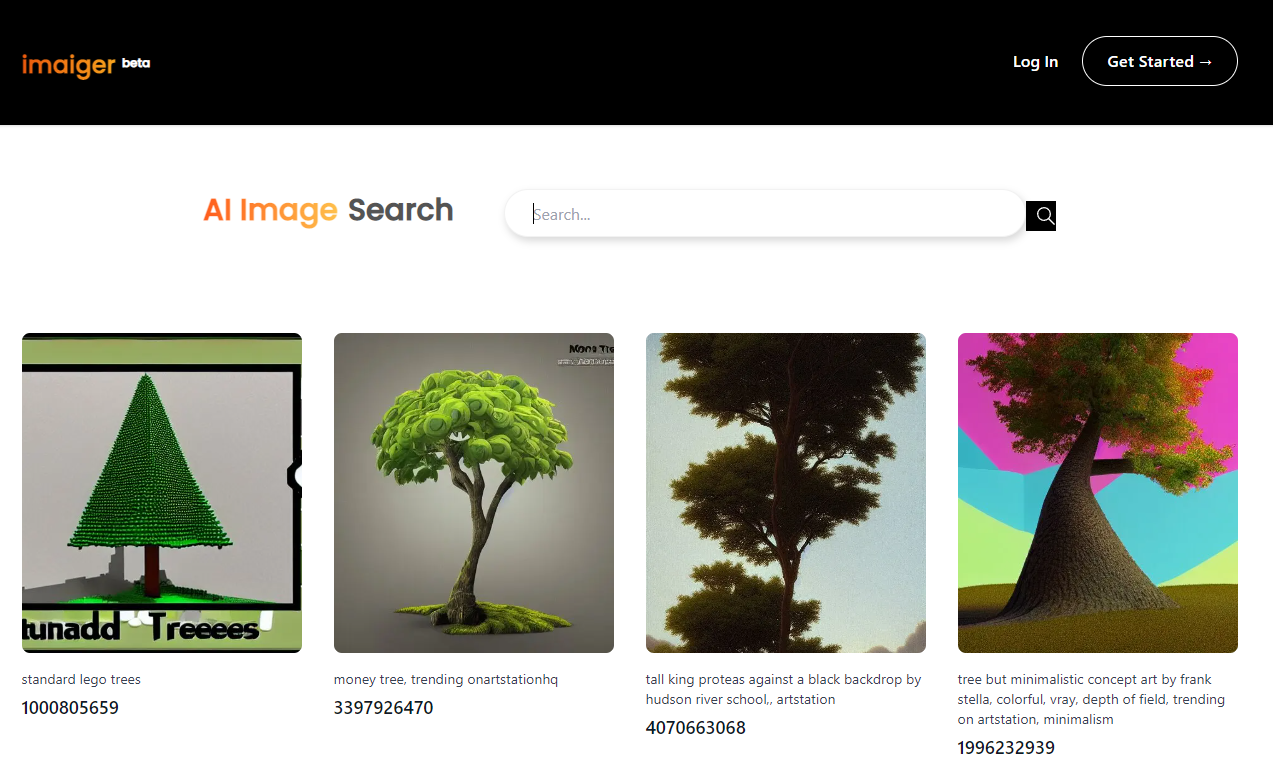 imaiger beta
Log In
Get Started →
AI Image Search
Search...
tunadd Treeees
standard lego trees
1000805659
money tree, trending onartstationhq
3397926470
tall king proteas against a black backdrop by
hudson river school,, artstation
4070663068
tree but minimalistic concept art by frank
stella, colorful, vray, depth of field, trending
on artstation, minimalism
1996232939